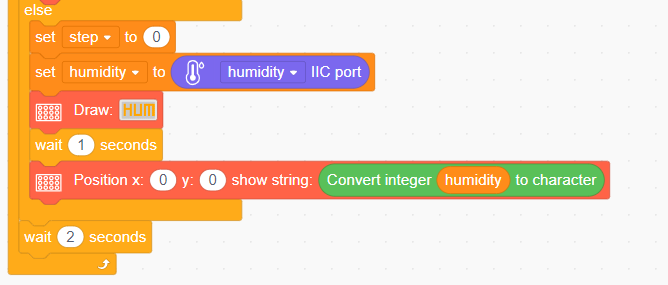 else
set step to 0
set humidity to humidity IIC port
Draw: HUM
wait 1 seconds
Position x: 0 y: 0 show string: Convert integer humidity to character
wait 2 seconds